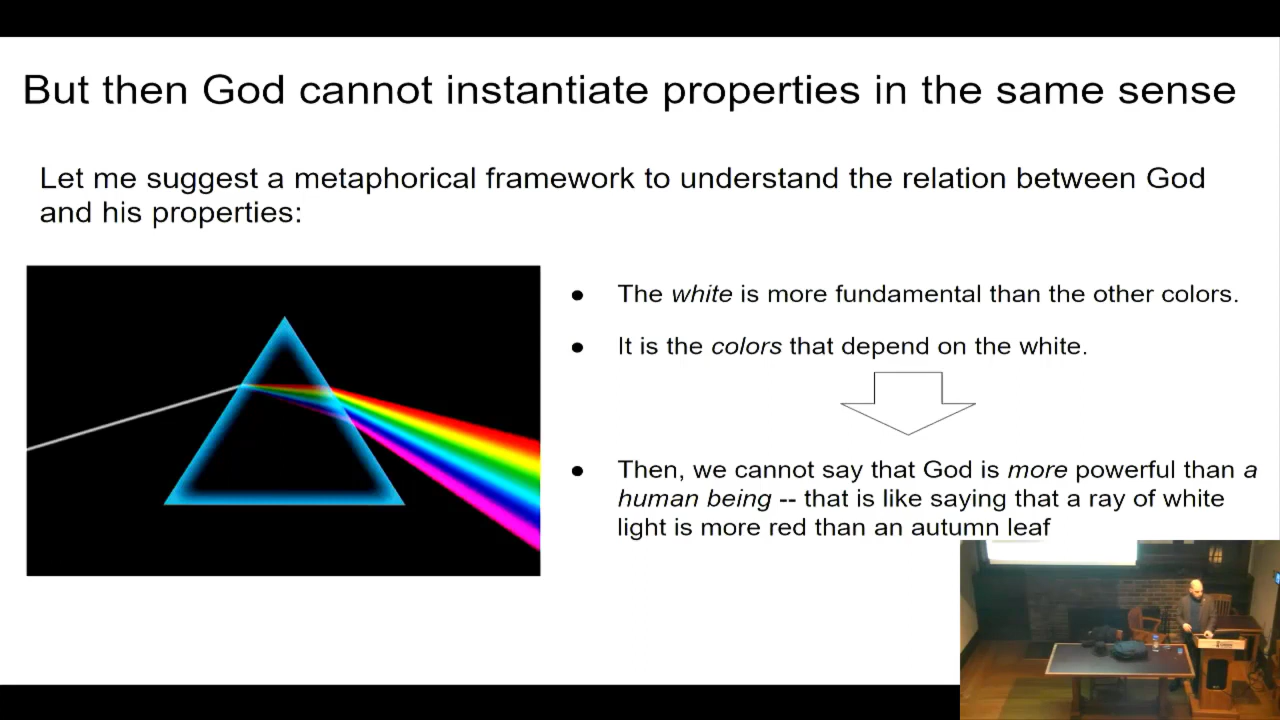 But then God cannot instantiate properties in the same sense
Let me suggest a metaphorical framework to understand the relation between God
and his properties:
● The white is more fundamental than the other colors.
● It is the colors that depend on the white.
● Then, we cannot say that God is more powerful than a
human being -- that is like saying that a ray of white
light is more red than an autumn leaf